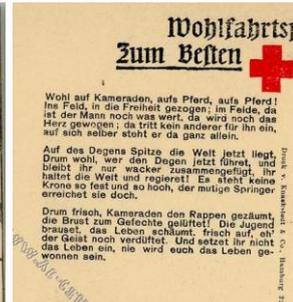 Wohlfahrts
Zum Besten
Wohl auf Kameraden, aufs Pferd, aufs Pferd!
Ins Feld, in die Freiheit gezogen; im Felde, da
ist der Mann noch was wert, da wird noch das
Herz gewogen; da tritt kein anderer für ihn ein,
auf sich selber stoht er da ganz allein.
Auf des Degens Spitze die Welt jetzt liegt,
Drum wohl, wer den Degen jetzt führet, und
bleibt ihr nur wacker zusammengefügt, ihr
haltet die Welt und regieret! Es steht keine
Krone so fest und so hoch, der mutige Springer
erreichet sie doch.
Drum frisch, Kameraden den Rappen gezäumt,
die Brust zum Gefechte gelüftet! Die Jugend
brauset, das Leben schäumt, frisch auf, eh'
der Geist noch verdüftet. Und setzet ihr nicht
das Leben ein, nie wird euch das Leben ge-
wonnen sein.
Druck v. Knackstedt & Co., Hamburg